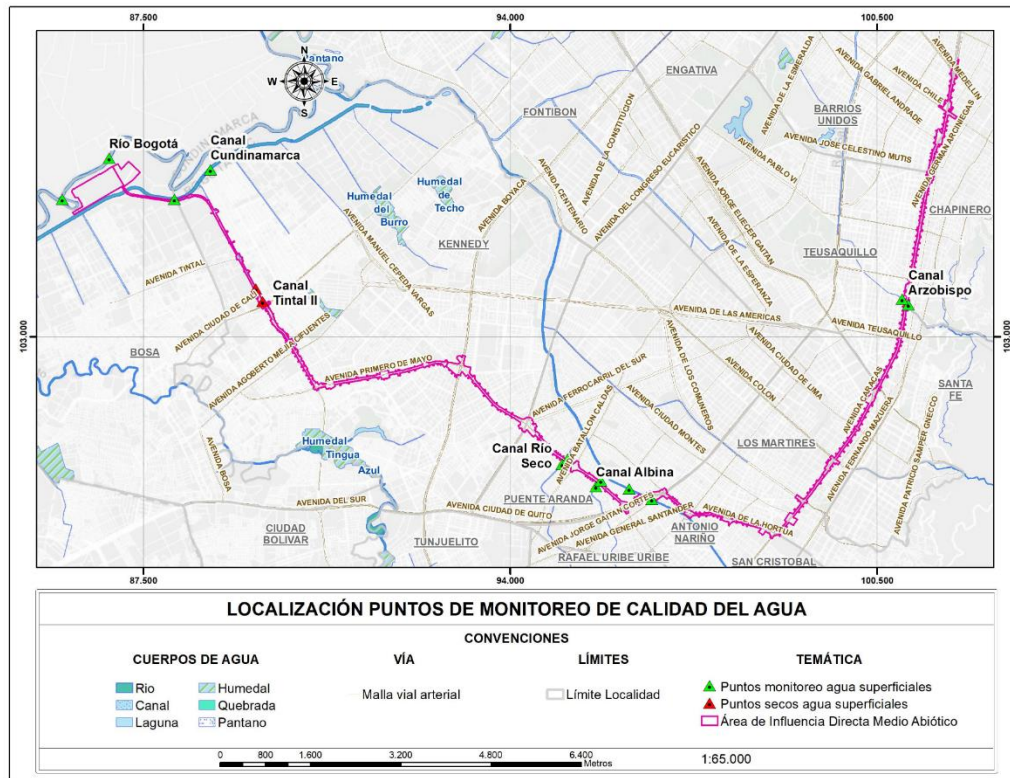 87.500
94.000
100.500
N
W
E
S
Pantano
ENGATIVA
FONTIBON
BARRIOS
UNIDOS
AVENIDA DE LA ESMERALDA
AVENIDA GABRIEL ANDRADE
AVENIDA CHILE
AVENIDA MEDELLIN
AVENIDA JOSE CELESTINO MUTIS
AVENIDA GERMAN ARCINIEGAS
AVENIDA DE LA CONSTITUCION
AVENIDA DEL CONGRESO EUCARISTICO
AVENIDA PABLO VI
AVENIDA CENTENARIO
AVENIDA JORGE ELIECER GAITAN
AVENIDA DE LA ESPERANZA
AVENIDA BOYACA
Río Bogotá
Canal
Cundinamarca
Humedal
de
Techo
Humedal
del
Burro
AVENIDA MANUEL CEPEDA VARGAS
KENNEDY
CHAPINERO
TEUSAQUILLO
Canal
Arzobispo
AVENIDA TINTAL
Canal
Tintal II
AVENIDA CIUDAD DE CALI
AVENIDA AGOBERTO MEJIA CIFUENTES
AVENIDA DE LAS AMERICAS
AVENIDA TEUSAQUILLO
103.000
103.000
BOSA
AVENIDA PRIMERO DE MAYO
AVENIDA FERROCARRIL DEL SUR
AVENIDA DE LOS COMUNEROS
AVENIDA CIUDAD DE LIMA
AVENIDA COLON
AVENIDA CARACAS
SANTA
FE
AVENIDA FERNANDO MAZUERA
AVENIDA PATRICIO SAMPER GNECCO
AVENIDA BATALLON CALDAS
AVENIDA CIUDAD MONTES
LOS MARTIRES
Humedal
Tingua
Azul
AVENIDA BOSA
Canal Río
Seco
Canal Albina
PUENTE ARANDA
AVENIDA DEL SUR
AVENIDA CIUDAD DE QUITO
AVENIDA JORGE GAITAN CORTES
AVENIDA GENERAL SANTANDER
AVENIDA DE LA HORTUA
ANTONIO
NARIÑO
CIUDAD
BOLIVAR
TUNJUELITO
RAFAEL URIBE URIBE
SAN CRISTOBAL
87.500
94.000
100.500
LOCALIZACIÓN PUNTOS DE MONITOREO DE CALIDAD DEL AGUA
CONVENCIONES
CUERPOS DE AGUA
VÍA
LÍMITES
TEMÁTICA
Rio
Canal
Laguna
Humedal
Quebrada
Pantano
Malla vial arterial
Límite Localidad
Puntos monitoreo agua superficiales
Puntos secos agua superficiales
Área de Influencia Directa Medio Abiótico
0 800 1.600 3.200 4.800 6.400
Metros
1:65.000